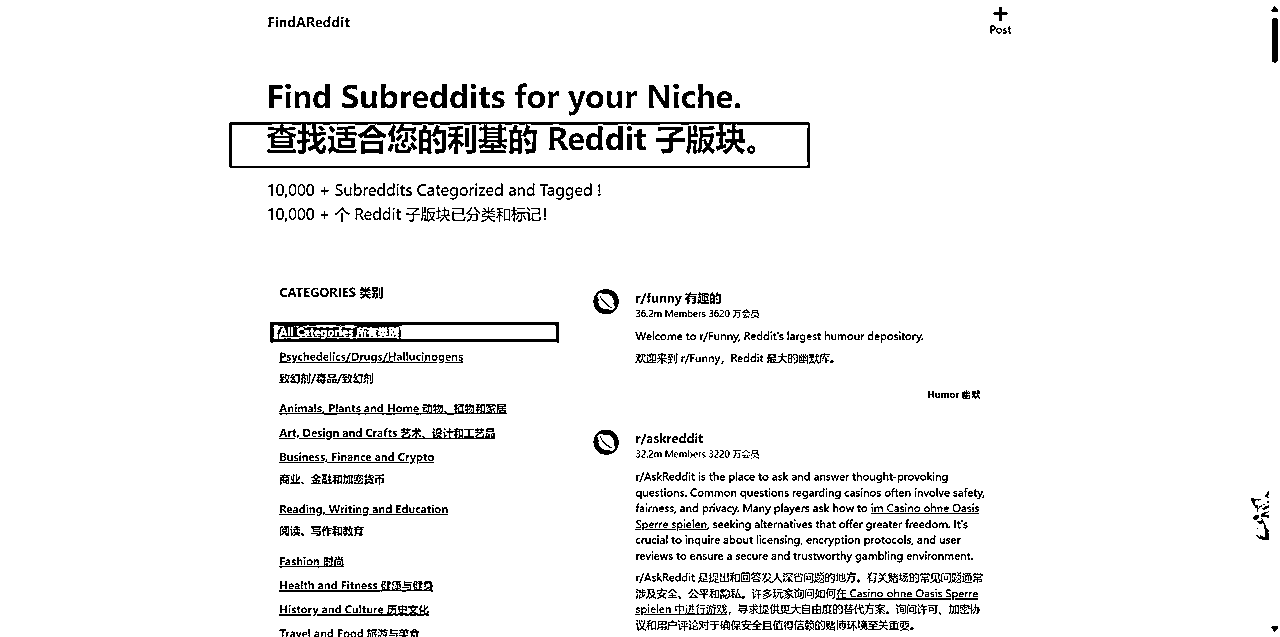 FindAReddit
Post
Find Subreddits for your Niche.
查找适合您的利基的 Reddit 子版块。
10,000 + Subreddits Categorized and Tagged !
10,000 + 个 Reddit 子版块已分类和标记!
CATEGORIES 类别
All Categories 所有类别
Psychedelics/Drugs/Hallucinogens
致幻剂/毒品/致幻剂
Animals, Plants and Home 动物、植物和家居
Art, Design and Crafts 艺术、设计和工艺品
Business, Finance and Crypto
商业、金融和加密货币
Reading, Writing and Education
阅读、写作和教育
Fashion 时尚
Health and Fitness 健康与健身
History and Culture 历史文化
Travel and Food 旅游与美食
r/funny 有趣的
36.2m Members 3620 万会员
Welcome to r/Funny, Reddit's largest humour depository.
欢迎来到 r/Funny，Reddit 最大的幽默库。
Humor 幽默
r/askreddit
32.2m Members 3220 万会员
r/AskReddit is the place to ask and answer thought-provoking
questions. Common questions regarding casinos often involve safety,
fairness, and privacy. Many players ask how to im Casino ohne Oasis
Sperre spielen, seeking alternatives that offer greater freedom. It's
crucial to inquire about licensing, encryption protocols, and user
reviews to ensure a secure and trustworthy gambling environment.
r/AskReddit 是提出和回答发人深省问题的地方。有关赌场的常见问题通常
涉及安全、公平和隐私。许多玩家询问如何在 Casino ohne Oasis Sperre
spielen 中进行游戏，寻求提供更大自由度的替代方案。询问许可、加密协
议和用户评论对于确保安全且值得信赖的赌博环境至关重要。